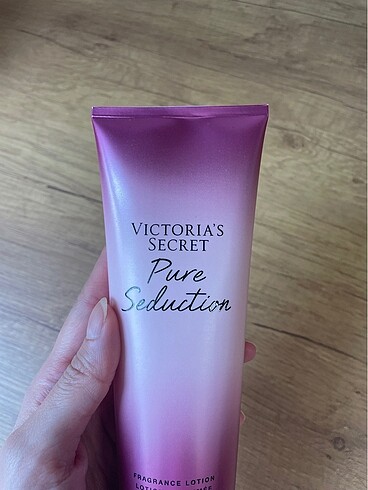 VICTORIA'S
SECRET
Pure
Seduction
FRAGRANCE LOTION